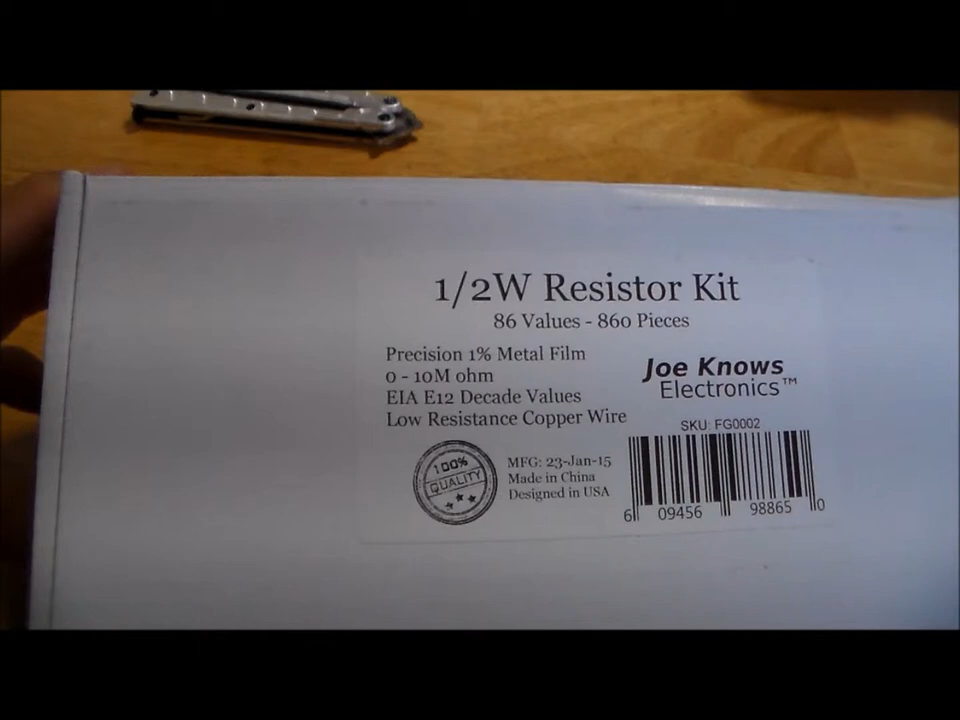 1/2W Resistor Kit
86 Values - 860 Pieces
Precision 1% Metal Film
0 - 10M ohm
EIA E12 Decade Values
Low Resistance Copper Wire
Joe Knows
Electronics™
SKU: FG0002
100%
QUALITY
MFG: 23-Jan-15
Made in China
Designed in USA
6 09456 98865 0